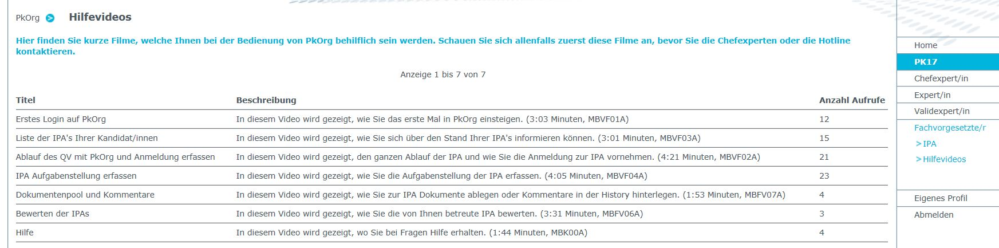 PkOrg > Hilfevideos
Hier finden Sie kurze Filme, welche Ihnen bei der Bedienung von PkOrg behilflich sein werden. Schauen Sie sich allenfalls zuerst diese Filme an, bevor Sie die Chefexperten oder die Hotline
kontaktieren.
Anzeige 1 bis 7 von 7
Titel Beschreibung Anzahl Aufrufe
Erstes Login auf PkOrg In diesem Video wird gezeigt, wie Sie das erste Mal in PkOrg einsteigen. (3:03 Minuten, MBVF01A) 12
Liste der IPA's Ihrer Kandidat/innen In diesem Video wird gezeigt, wie Sie sich über den Stand Ihrer IPA's informieren können. (3:01 Minuten, MBVF03A) 15
Ablauf des QV mit PkOrg und Anmeldung erfassen In diesem Video wird gezeigt, den ganzen Ablauf der IPA und wie Sie die Anmeldung zur IPA vornehmen. (4:21 Minuten, MBVF02A) 21
IPA Aufgabenstellung erfassen In diesem Video wird gezeigt, wie Sie die Aufgabenstellung der IPA erfassen. (4:05 Minuten, MBVF04A) 23
Dokumentenpool und Kommentare In diesem Video wird gezeigt, wie Sie zur IPA Dokumente ablegen oder Kommentare in der History hinterlegen. (1:53 Minuten, MBFV07A) 4
Bewerten der IPAs In diesem Video wird gezeigt, wie Sie die von Ihnen betreute IPA bewerten. (3:31 Minuten, MBFV06A) 3
Hilfe In diesem Video wird gezeigt, wo Sie bei Fragen Hilfe erhalten. (1:44 Minuten, MBK00A) 4
Home
PK17
Chefexpert/in
Expert/in
Validexpert/in
Fachvorgesetzte/r
> IPA
> Hilfevideos
Eigenes Profil
Abmelden